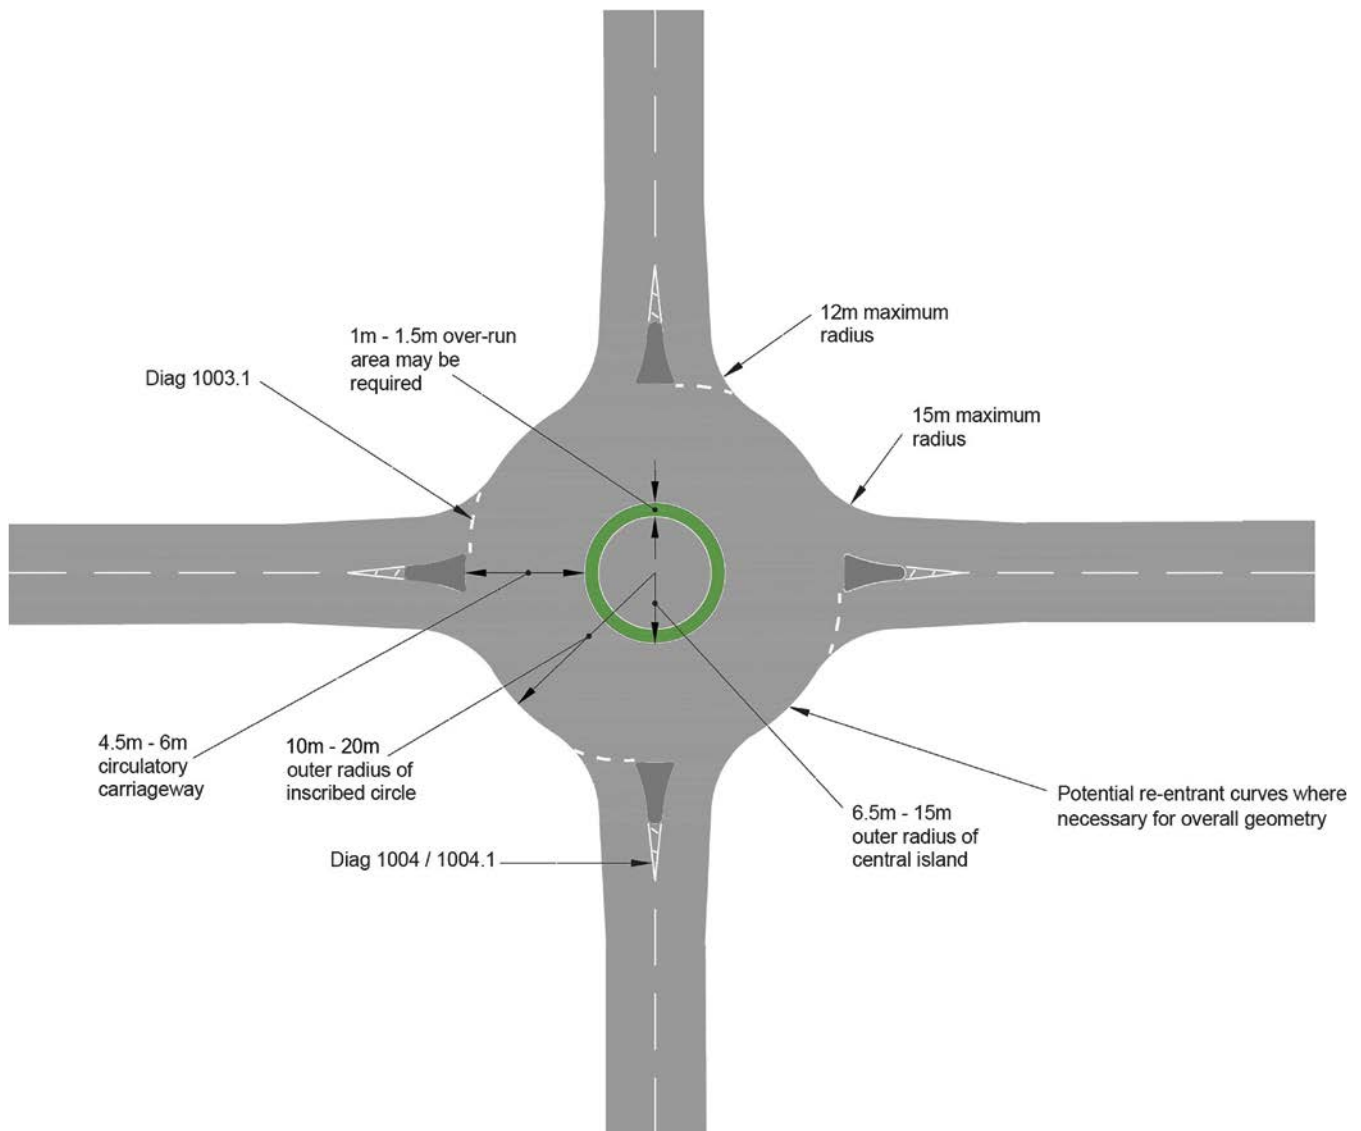 12m maximum
radius
1m - 1.5m over-run
area may be
required
Diag 1003.1
15m maximum
radius
4.5m - 6m
circulatory
carriageway
10m - 20m
outer radius of
inscribed circle
6.5m - 15m
outer radius of
central island
Potential re-entrant curves where
necessary for overall geometry
Diag 1004 / 1004.1